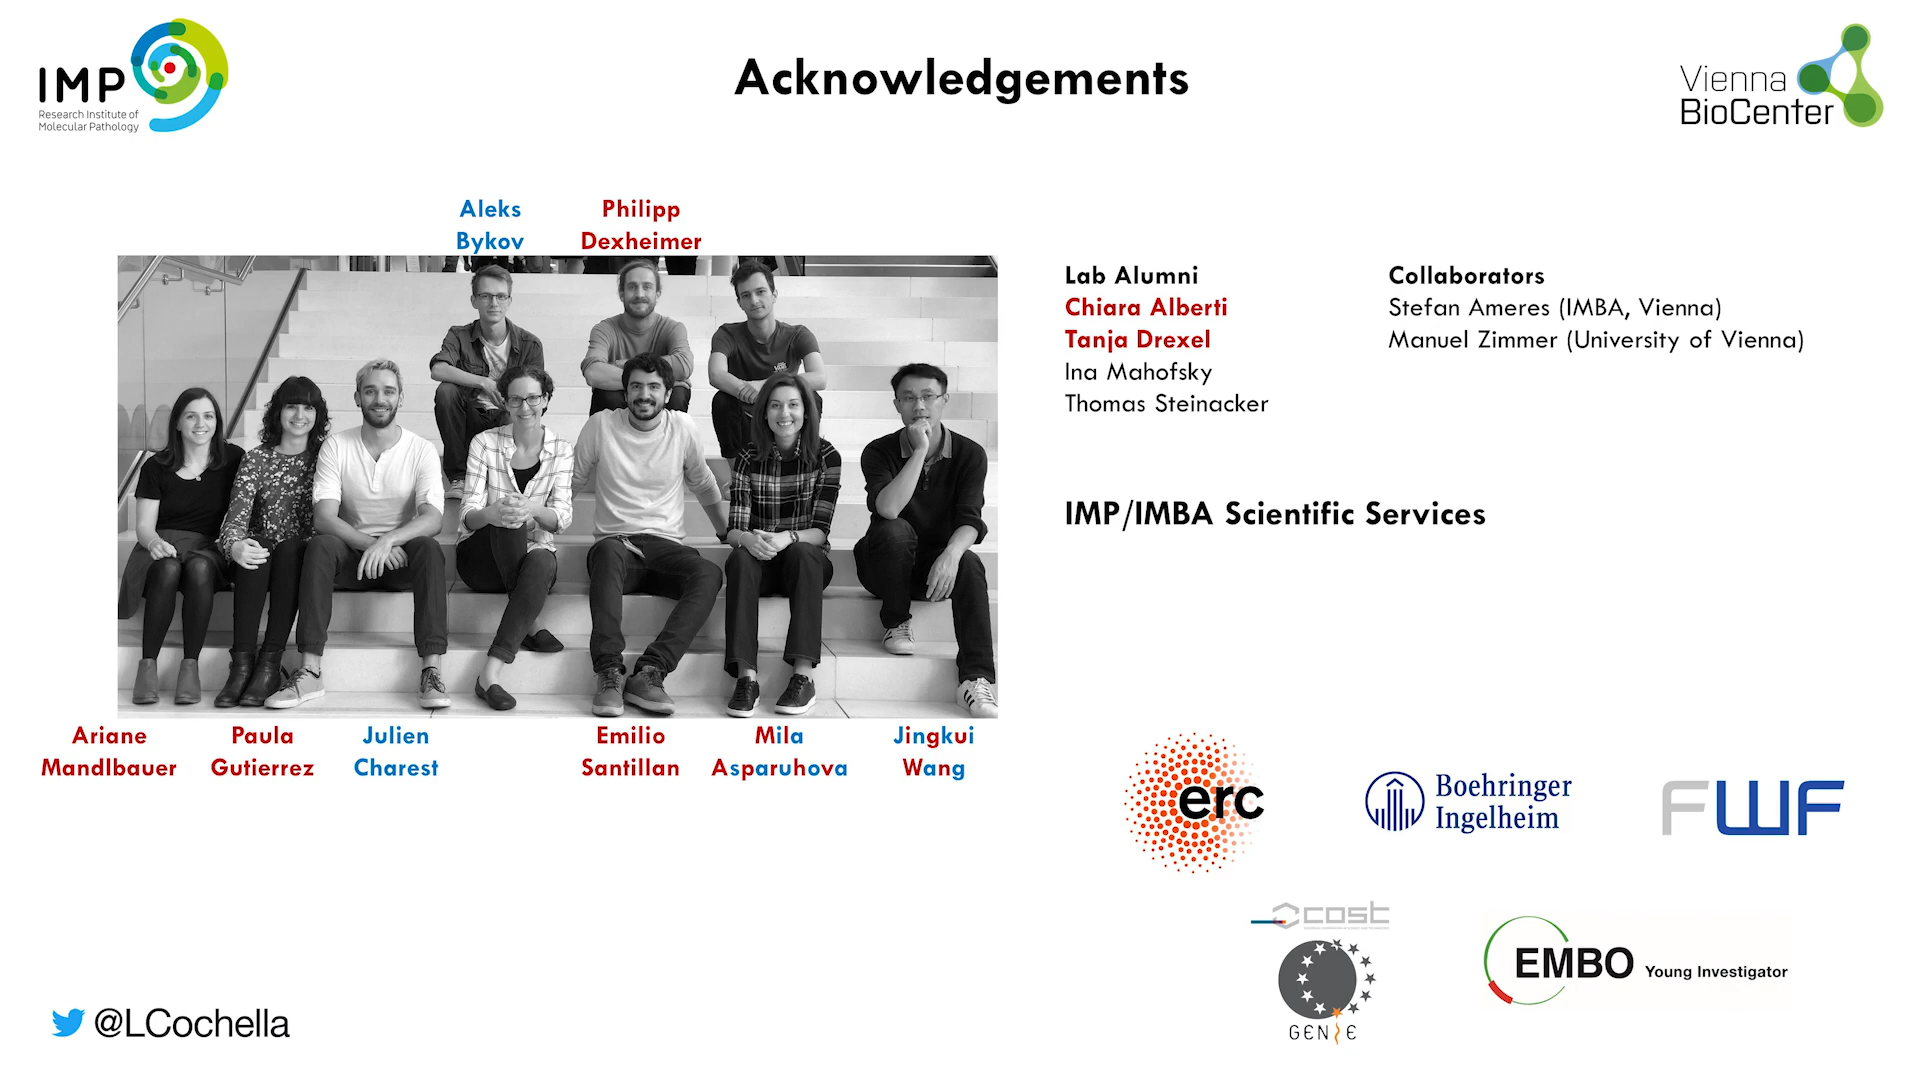 IMP
Research Institute of
Molecular Pathology
Acknowledgements
Vienna
BioCenter
Aleks
Bykov
Philipp
Dexheimer
Ariane
Mandlbauer
Paula
Gutierrez
Julien
Charest
Emilio
Santillan
Mila
Asparuhova
Jingkui
Wang
Lab Alumni
Chiara Alberti
Tanja Drexel
Ina Mahofsky
Thomas Steinacker
Collaborators
Stefan Ameres (IMBA, Vienna)
Manuel Zimmer (University of Vienna)
IMP/IMBA Scientific Services
erc
Boehringer
Ingelheim
FWF
cost
GENIE
EMBO Young Investigator
@LCochella